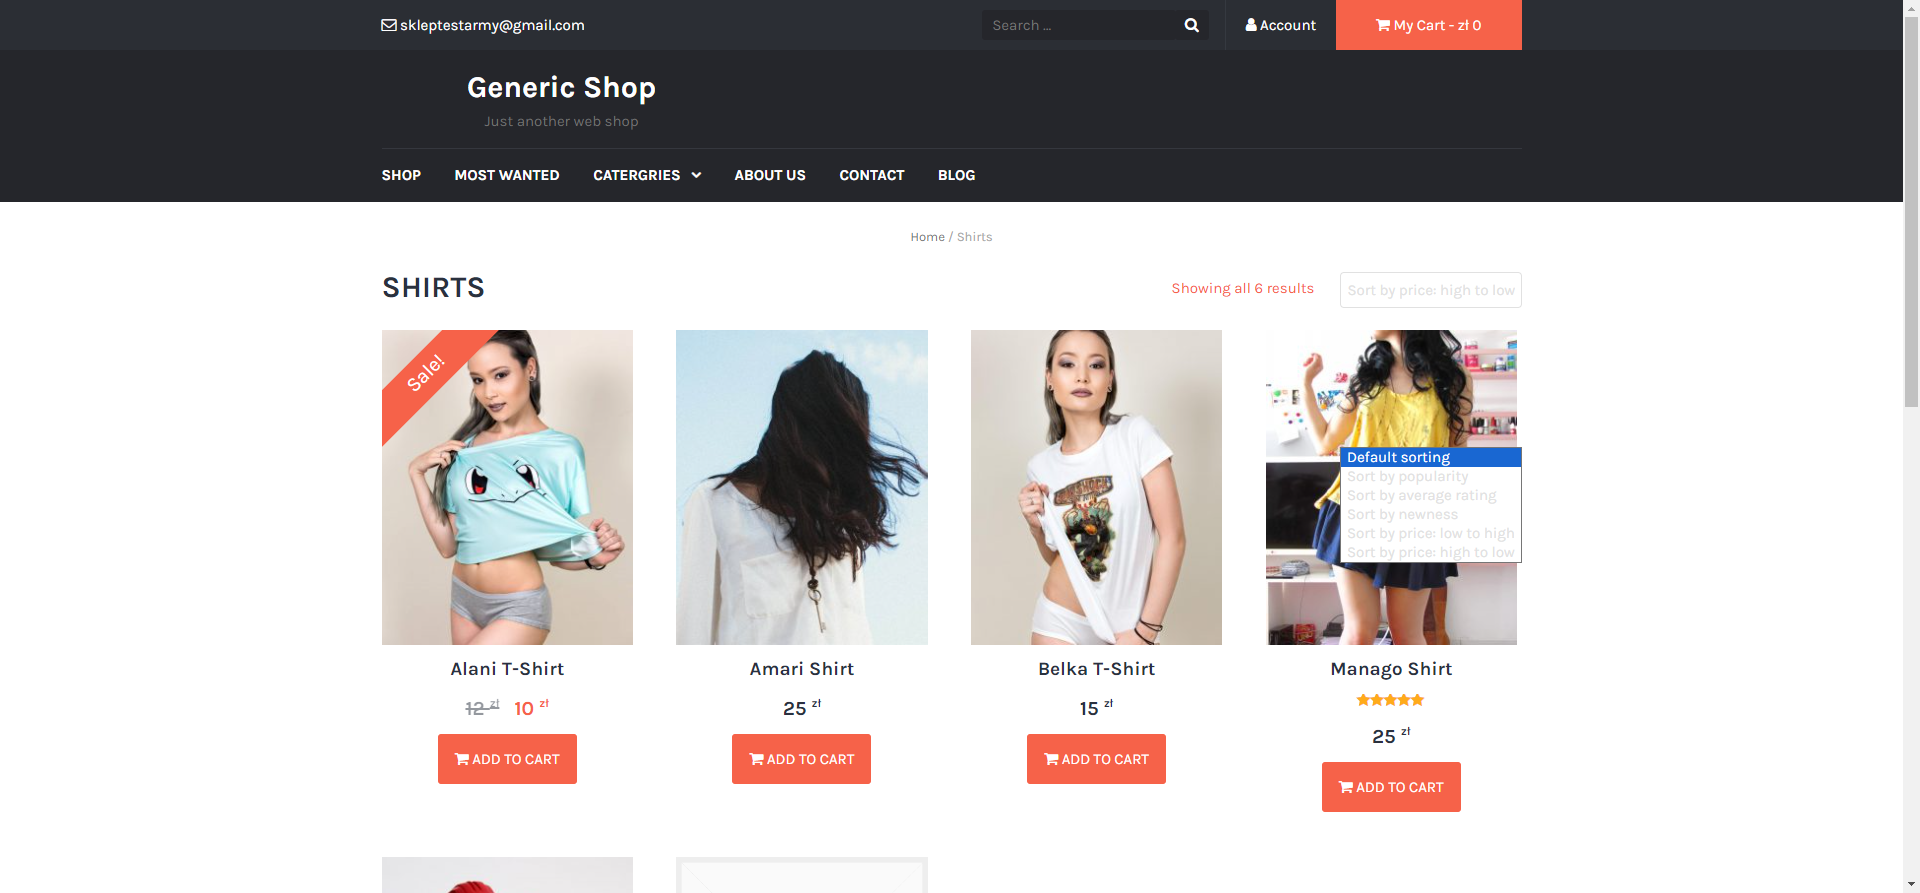 skleptestarmy@gmail.com
Search ...
Account
My Cart - zł 0
Generic Shop
Just another web shop
SHOP MOST WANTED CATERGRIES ABOUT US CONTACT BLOG
Home / Shirts
SHIRTS
Showing all 6 results
Sort by price: high to low
Sale!
Default sorting
Sort by popularity
Sort by average rating
Sort by newness
Sort by price: low to high
Sort by price: high to low
Alani T-Shirt
12 zł 10 zł
ADD TO CART
Amari Shirt
25 zł
ADD TO CART
Belka T-Shirt
15 zł
ADD TO CART
Manago Shirt
25 zł
ADD TO CART